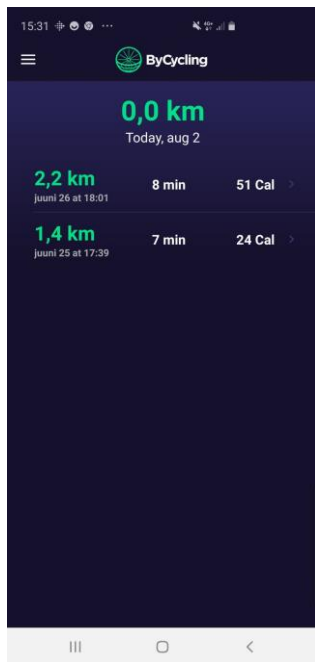 15:31
ByCycling
0,0 km
Today, aug 2
2,2 km 8 min 51 Cal
juuni 26 at 18:01
1,4 km 7 min 24 Cal
juuni 25 at 17:39